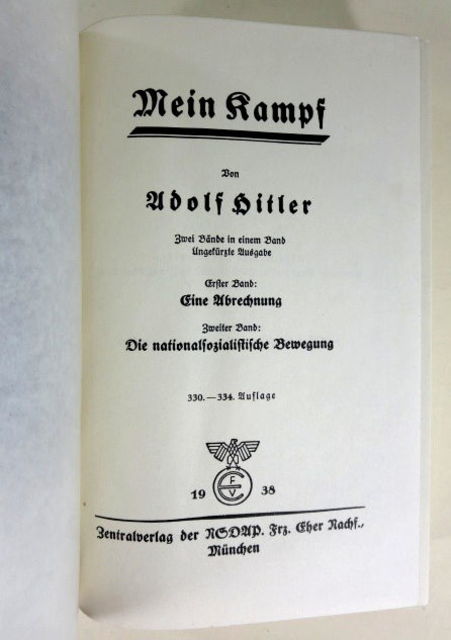 Mein Kampf
Von
Adolf Hitler
Zwei Bände in einem Band
Ungekürzte Ausgabe
Erster Band:
Eine Abrechnung
Zweiter Band:
Die nationalsozialistische Bewegung
330.—334. Auflage
F
E
V
19 38
Zentralverlag der NSDAP. Frz. Eher Nachf.,
München